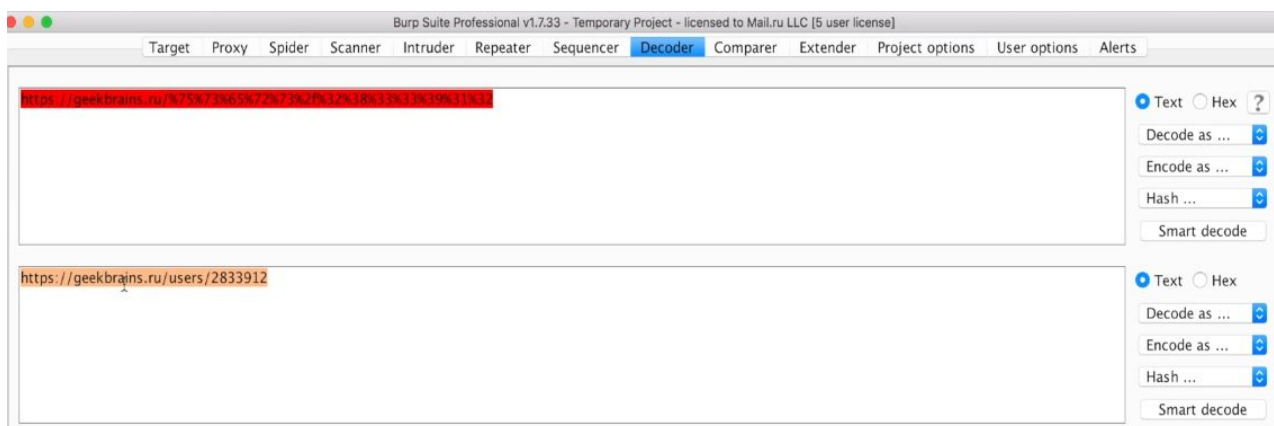 Burp Suite Professional v1.7.33 - Temporary Project - licensed to Mail.ru LLC [5 user license]
Target Proxy Spider Scanner Intruder Repeater Sequencer Decoder Comparer Extender Project options User options Alerts
https://geekbrains.ru/%75%73%65%72%73%2f%32%38%33%33%39%31%32
Text Hex ?
Decode as ...
Encode as ...
Hash ...
Smart decode
https://geekbrains.ru/users/2833912
Text Hex
Decode as ...
Encode as ...
Hash ...
Smart decode